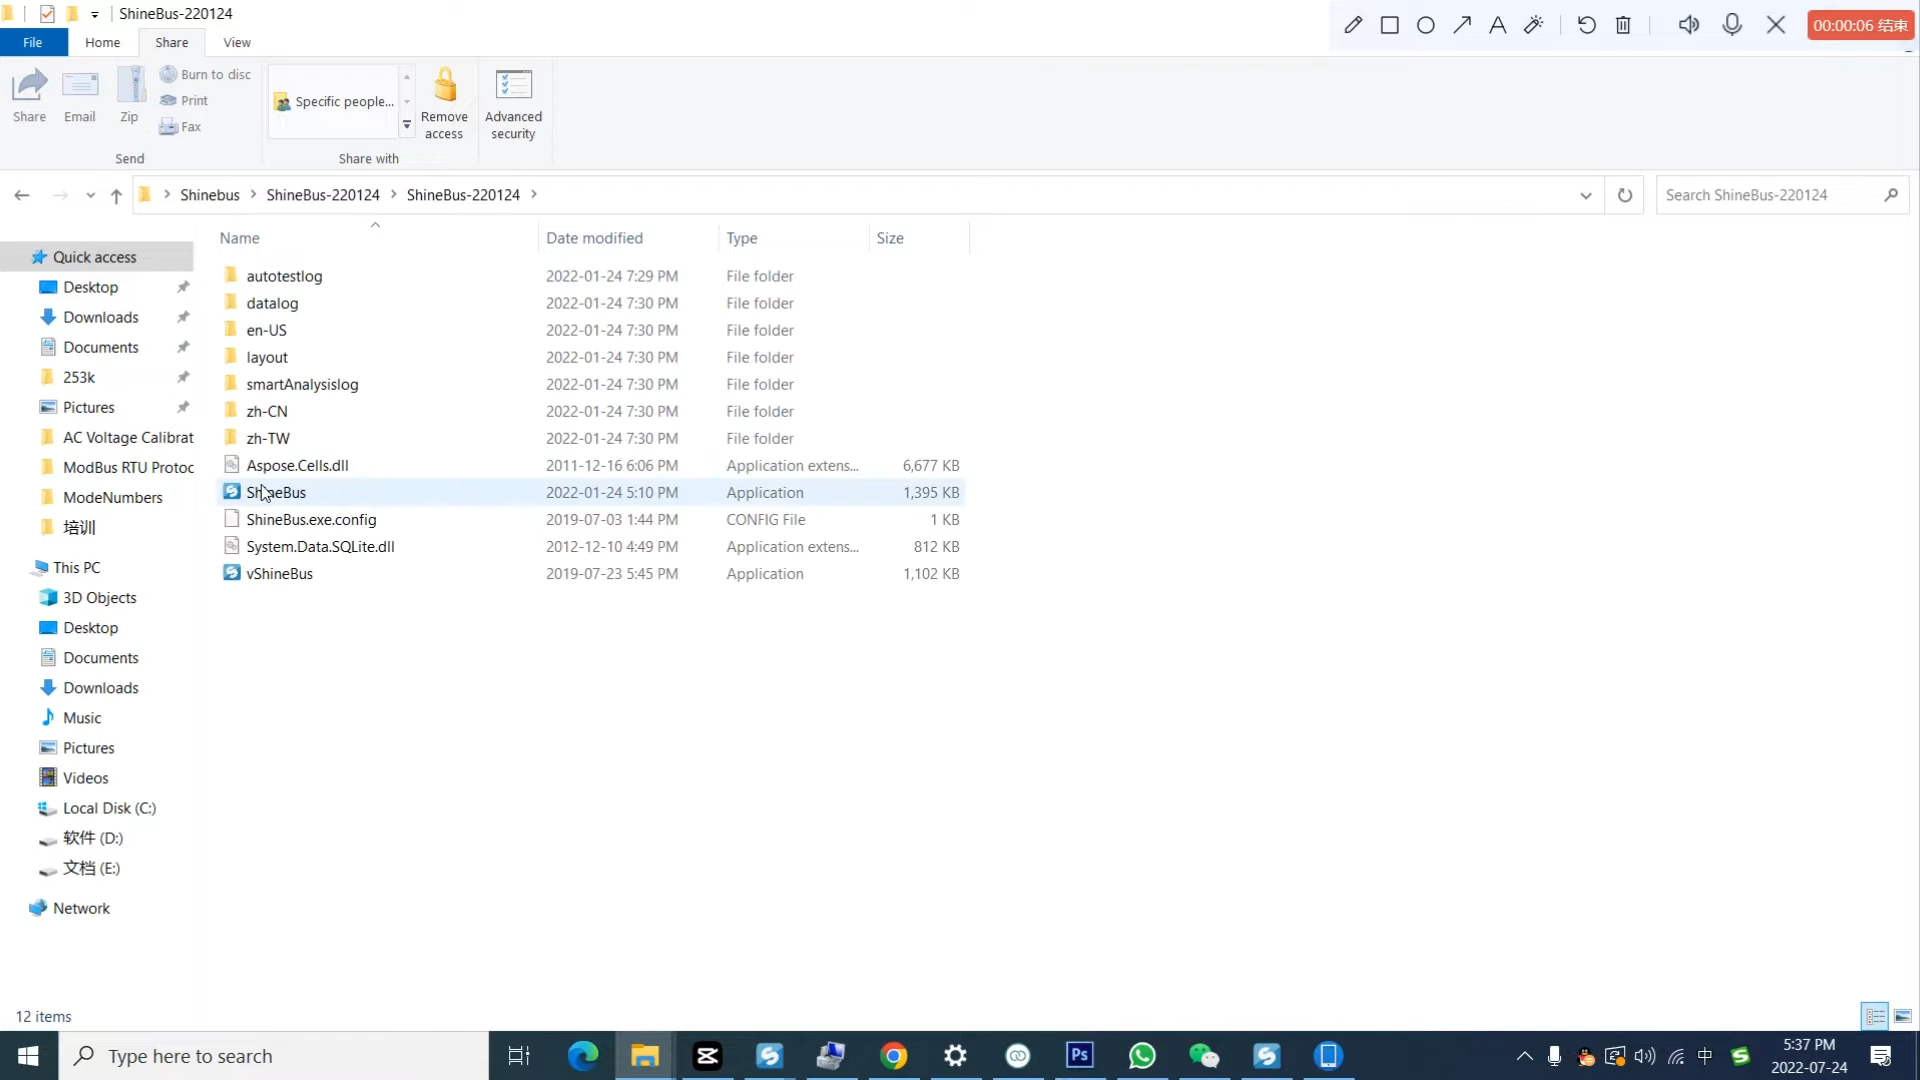 ShineBus-220124
00:00:06 结束
File Home Share View
Share
Email
Zip
Burn to disc
Print
Fax
Send
Specific people...
Share with
Remove access
Advanced security
Shinebus > ShineBus-220124 > ShineBus-220124 >
Search ShineBus-220124
Name Date modified Type Size
autotestlog 2022-01-24 7:29 PM File folder
datalog 2022-01-24 7:30 PM File folder
en-US 2022-01-24 7:30 PM File folder
layout 2022-01-24 7:30 PM File folder
smartAnalysislog 2022-01-24 7:30 PM File folder
zh-CN 2022-01-24 7:30 PM File folder
zh-TW 2022-01-24 7:30 PM File folder
Aspose.Cells.dll 2011-12-16 6:06 PM Application extens... 6,677 KB
ShineBus 2022-01-24 5:10 PM Application 1,395 KB
ShineBus.exe.config 2019-07-03 1:44 PM CONFIG File 1 KB
System.Data.SQLite.dll 2012-12-10 4:49 PM Application extens... 812 KB
vShineBus 2019-07-23 5:45 PM Application 1,102 KB
Quick access
Desktop
Downloads
Documents
253k
Pictures
AC Voltage Calibrat
ModBus RTU Protoc
ModeNumbers
培训
This PC
3D Objects
Desktop
Documents
Downloads
Music
Pictures
Videos
Local Disk (C:)
软件 (D:)
文档 (E:)
Network
12 items
Type here to search
Ps
中
5:37 PM
2022-07-24